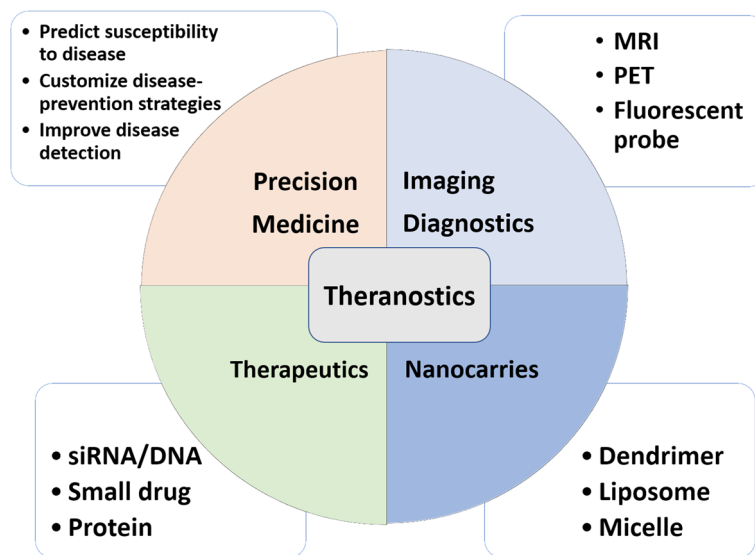 • Predict susceptibility
to disease
• Customize disease-
prevention strategies
• Improve disease
detection
• MRI
• PET
• Fluorescent
probe
Precision
Medicine
Imaging
Diagnostics
Theranostics
Therapeutics
Nanocarries
• siRNA/DNA
• Small drug
• Protein
• Dendrimer
• Liposome
• Micelle